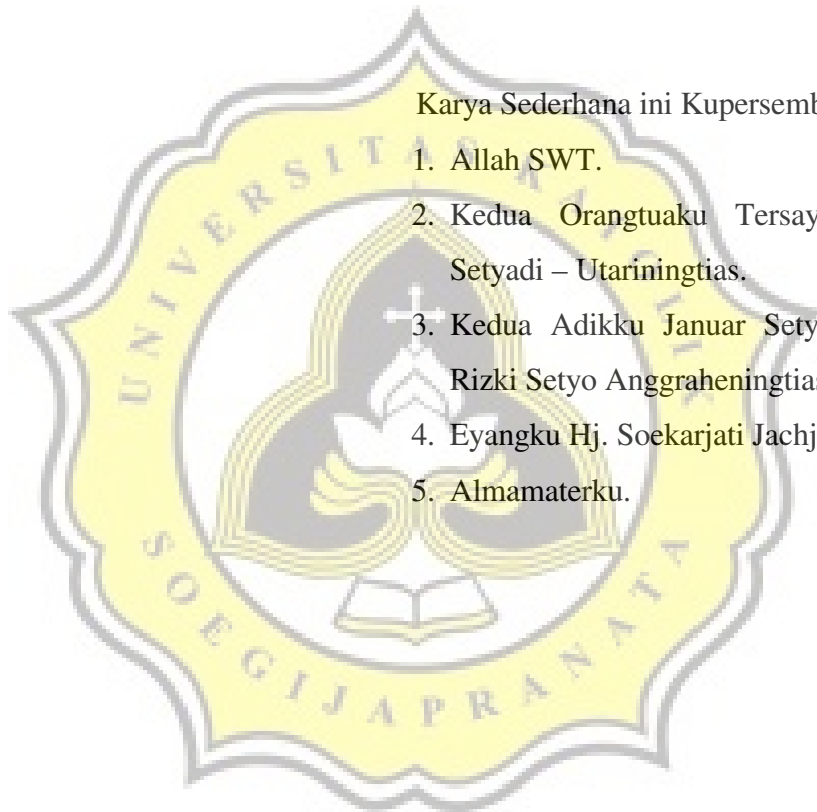 Karya Sederhana ini Kupersemb
1. Allah SWT.
2. Kedua Orangtuaku Tersay
Setyadi – Utariningtias.
3. Kedua Adikku Januar Sety
Rizki Setyo Anggraheningtias
4. Eyangku Hj. Soekarjati Jachj
5. Almamaterku.
UNIVERSITAS KATOLIK
SOEGIJAPRANATA